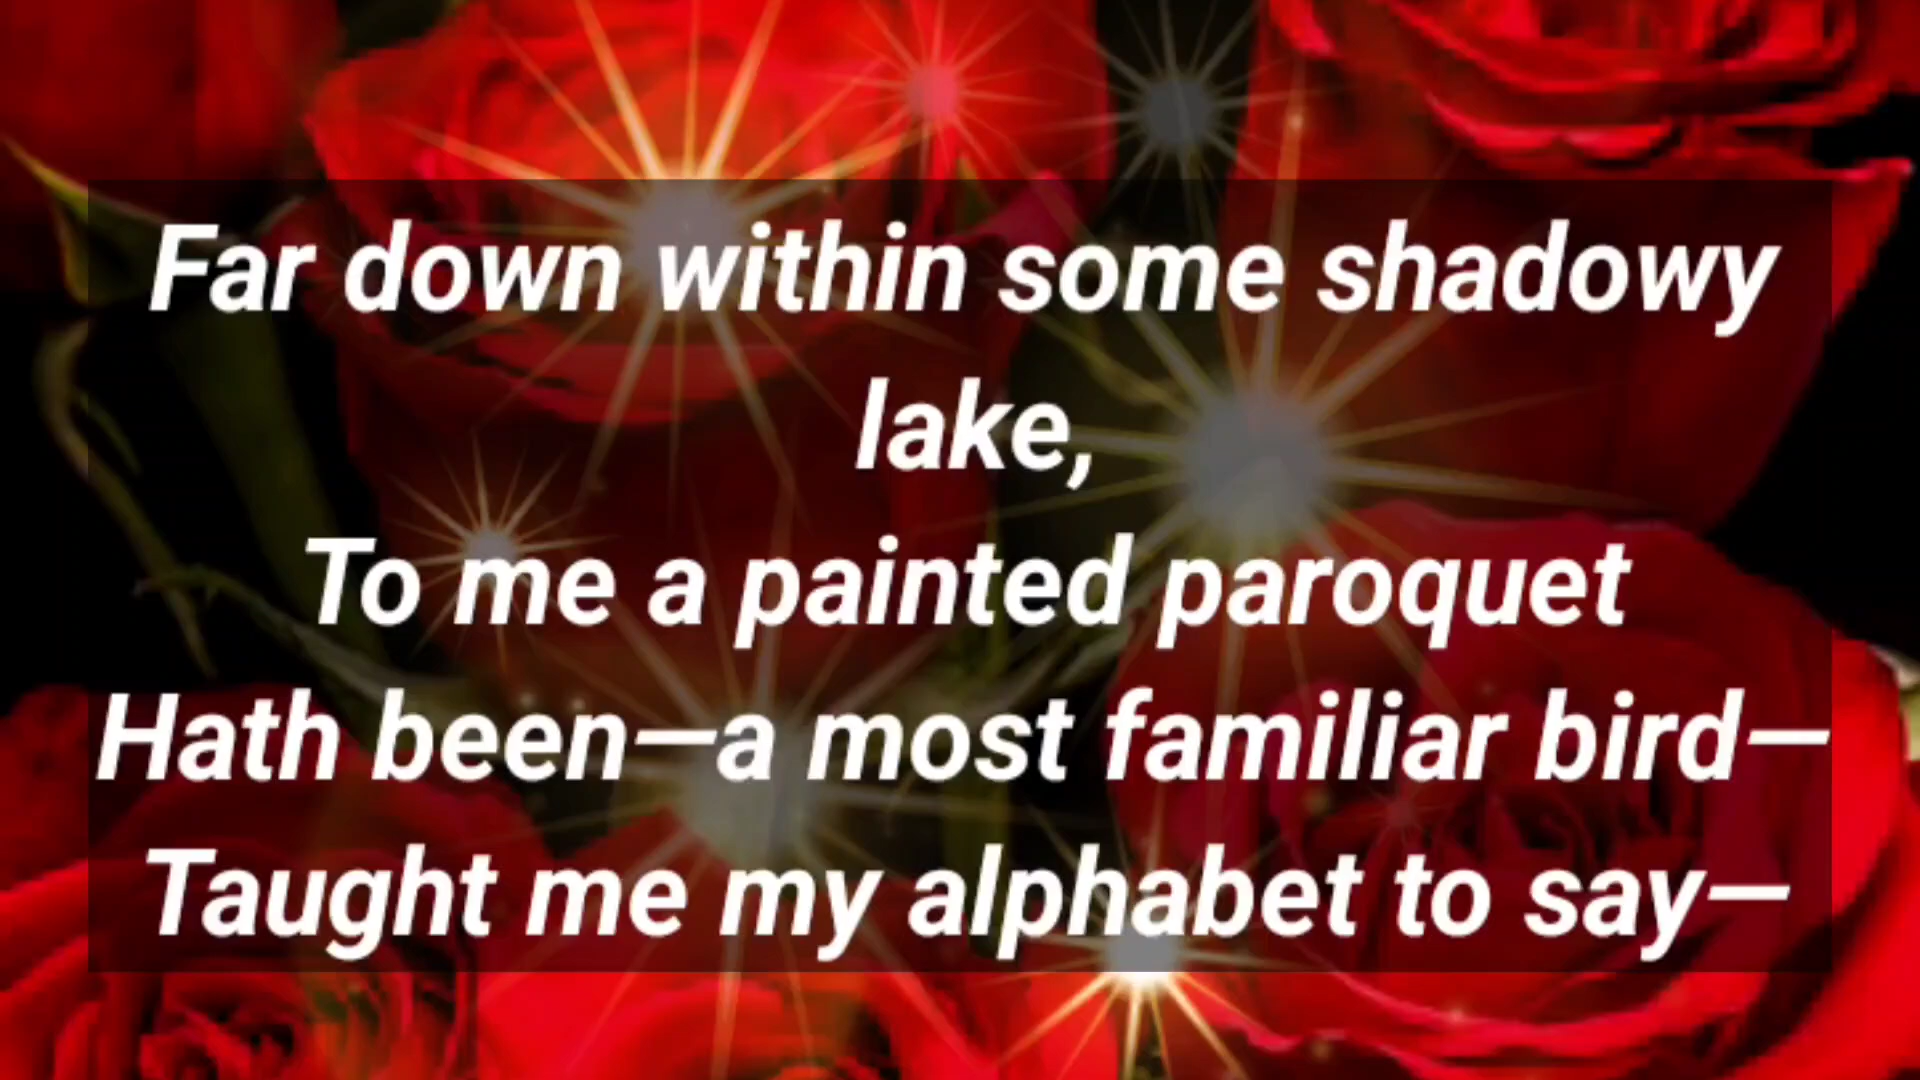 Far down within some shadowy
lake,
To me a painted paroquet
Hath been—a most familiar bird—
Taught me my alphabet to say—